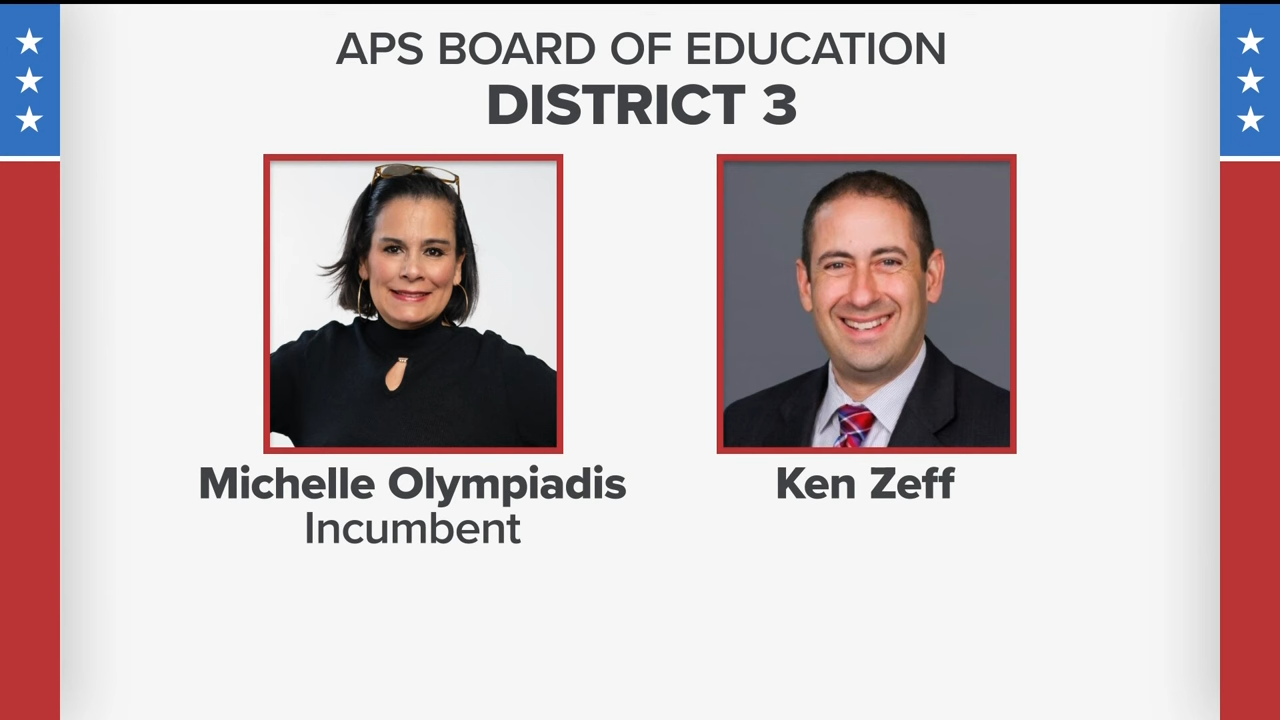 APS BOARD OF EDUCATION
DISTRICT 3
Michelle Olympiadis
Incumbent
Ken Zeff